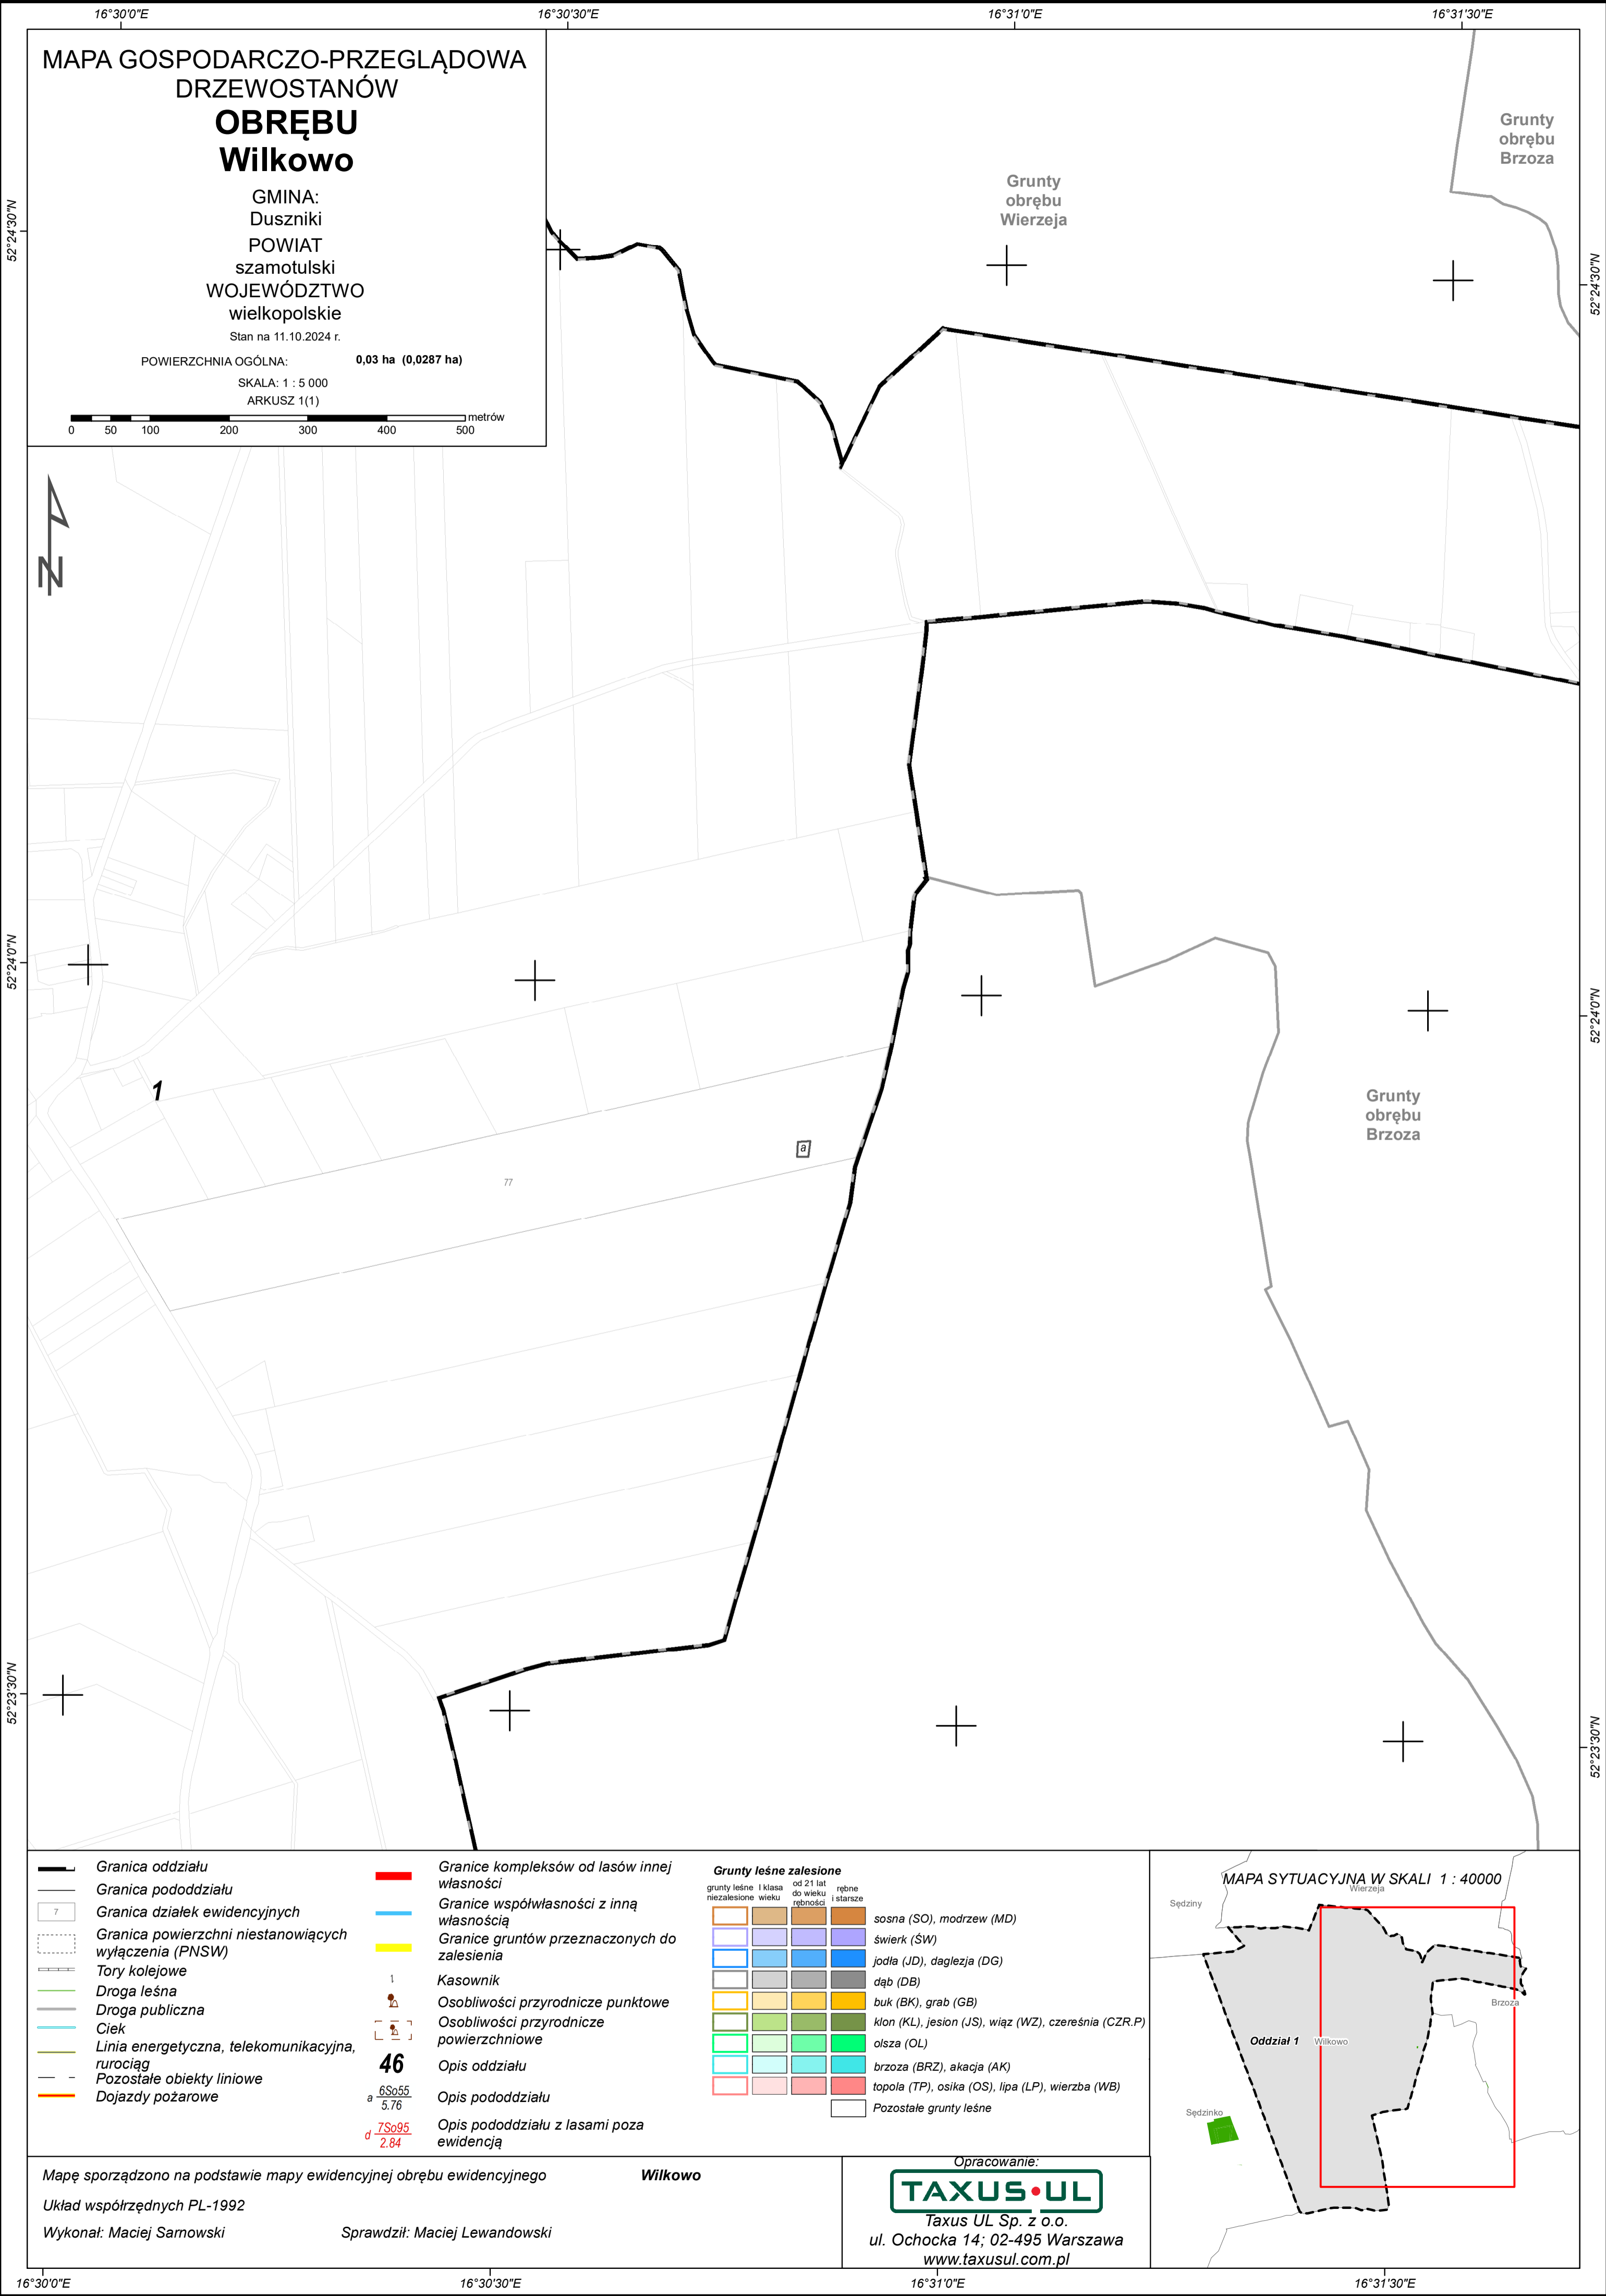 16°30'0"E
16°30'30"E
16°31'0"E
16°31'30"E
MAPA GOSPODARCZO-PRZEGLĄDOWA
DRZEWOSTANÓW
OBRĘBU
Wilkowo
GMINA:
Duszniki
POWIAT
szamotulski
WOJEWÓDZTWO
wielkopolskie
Stan na 11.10.2024 r.
POWIERZCHNIA OGÓLNA: 0,03 ha (0,0287 ha)
SKALA: 1 : 5 000
ARKUSZ 1(1)
metrów
0 50 100 200 300 400 500
Grunty
obrębu
Brzoza
Grunty
obrębu
Wierzeja
52°24'30"N
52°24'30"N
N
52°24'0"N
52°24'0"N
1
a
77
Grunty
obrębu
Brzoza
52°23'30"N
52°23'30"N
Granica oddziału
Granica pododdziału
7
Granica działek ewidencyjnych
Granica powierzchni niestanowiących
wyłączenia (PNSW)
Tory kolejowe
Droga leśna
Droga publiczna
Ciek
Linia energetyczna, telekomunikacyjna,
rurociąg
Pozostałe obiekty liniowe
Dojazdy pożarowe
Granice kompleksów od lasów innej
własności
Granice współwłasności z inną
własnością
Granice gruntów przeznaczonych do
zalesienia
Kasownik
Osobliwości przyrodnicze punktowe
Osobliwości przyrodnicze
powierzchniowe
46 Opis oddziału
a 6So55
5.76
Opis pododdziału
d 7So95
2.84
Opis pododdziału z lasami poza
ewidencją
Grunty leśne zalesione
grunty leśne
niezalesione
I klasa
wieku
od 21 lat
do wieku
rębności
rębne
i starsze
sosna (SO), modrzew (MD)
świerk (ŚW)
jodła (JD), daglezja (DG)
dąb (DB)
buk (BK), grab (GB)
klon (KL), jesion (JS), wiąz (WZ), czereśnia (CZR.P)
olsza (OL)
brzoza (BRZ), akacja (AK)
topola (TP), osika (OS), lipa (LP), wierzba (WB)
Pozostałe grunty leśne
MAPA SYTUACYJNA W SKALI 1 : 40000
Wierzeja
Sędziny
Brzoza
Oddział 1
Wilkowo
Sędzinko
Mapę sporządzono na podstawie mapy ewidencyjnej obrębu ewidencyjnego Wilkowo
Układ współrzędnych PL-1992
Wykonał: Maciej Sarnowski Sprawdził: Maciej Lewandowski
Opracowanie:
TAXUS UL
Taxus UL Sp. z o.o.
ul. Ochocka 14; 02-495 Warszawa
www.taxusul.com.pl
16°30'0"E
16°30'30"E
16°31'0"E
16°31'30"E